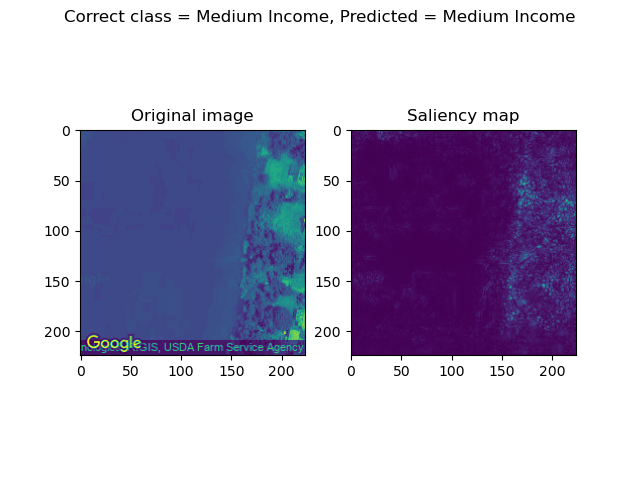 Correct class = Medium Income, Predicted = Medium Income
Original image
Saliency map
0
50
100
150
200
0 50 100 150 200
0
50
100
150
200
0 50 100 150 200
Google
GIS, USDA Farm Service Agency